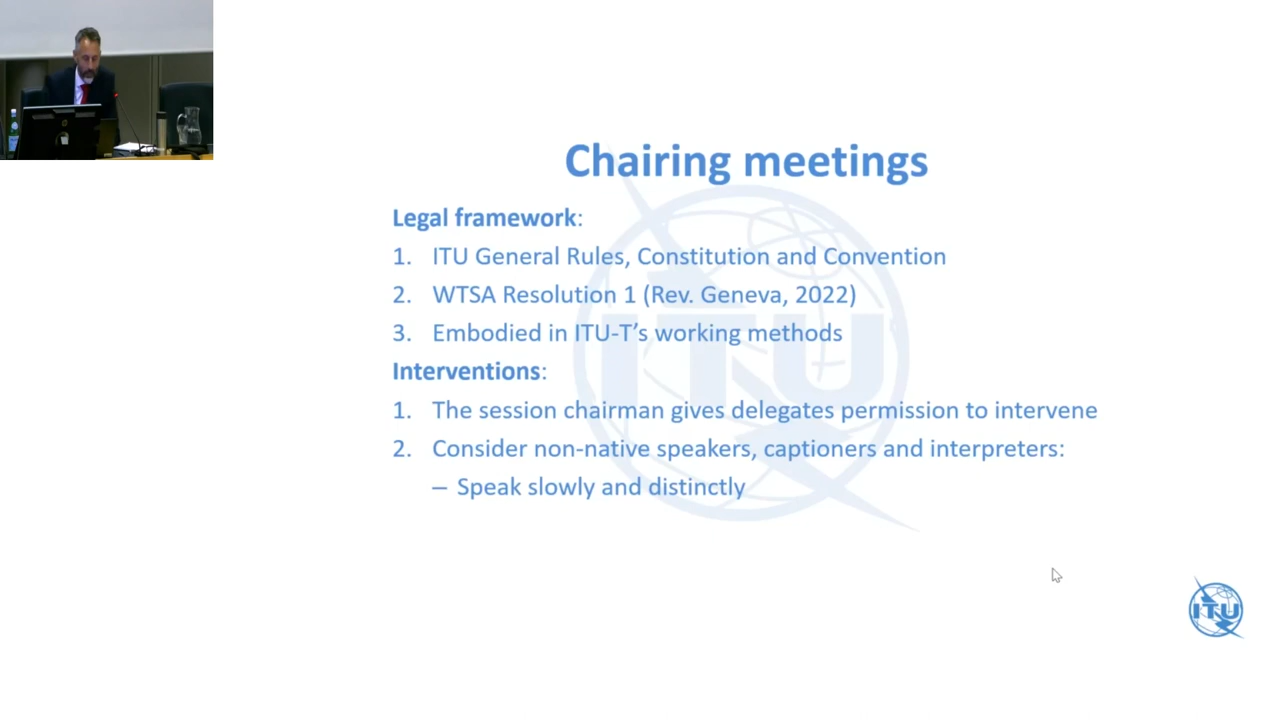 Chairing meetings
Legal framework:
1. ITU General Rules, Constitution and Convention
2. WTSA Resolution 1 (Rev. Geneva, 2022)
3. Embodied in ITU-T’s working methods
Interventions:
1. The session chairman gives delegates permission to intervene
2. Consider non-native speakers, captioners and interpreters:
– Speak slowly and distinctly
ITU
ITU